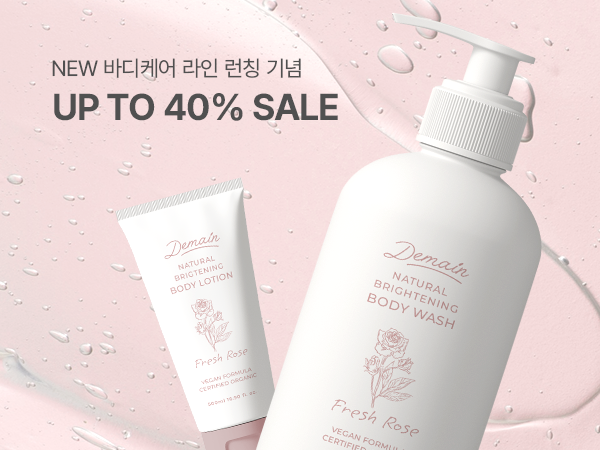 NEW 바디케어 라인 런칭 기념
UP TO 40% SALE
Demain
NATURAL
BRIGTENING
BODY LOTION
Fresh Rose
VEGAN FORMULA
CERTIFIED ORGANIC
Demain
NATURAL
BRIGHTENING
BODY WASH
Fresh Rose
VEGAN FORMULA
CERTIFIED